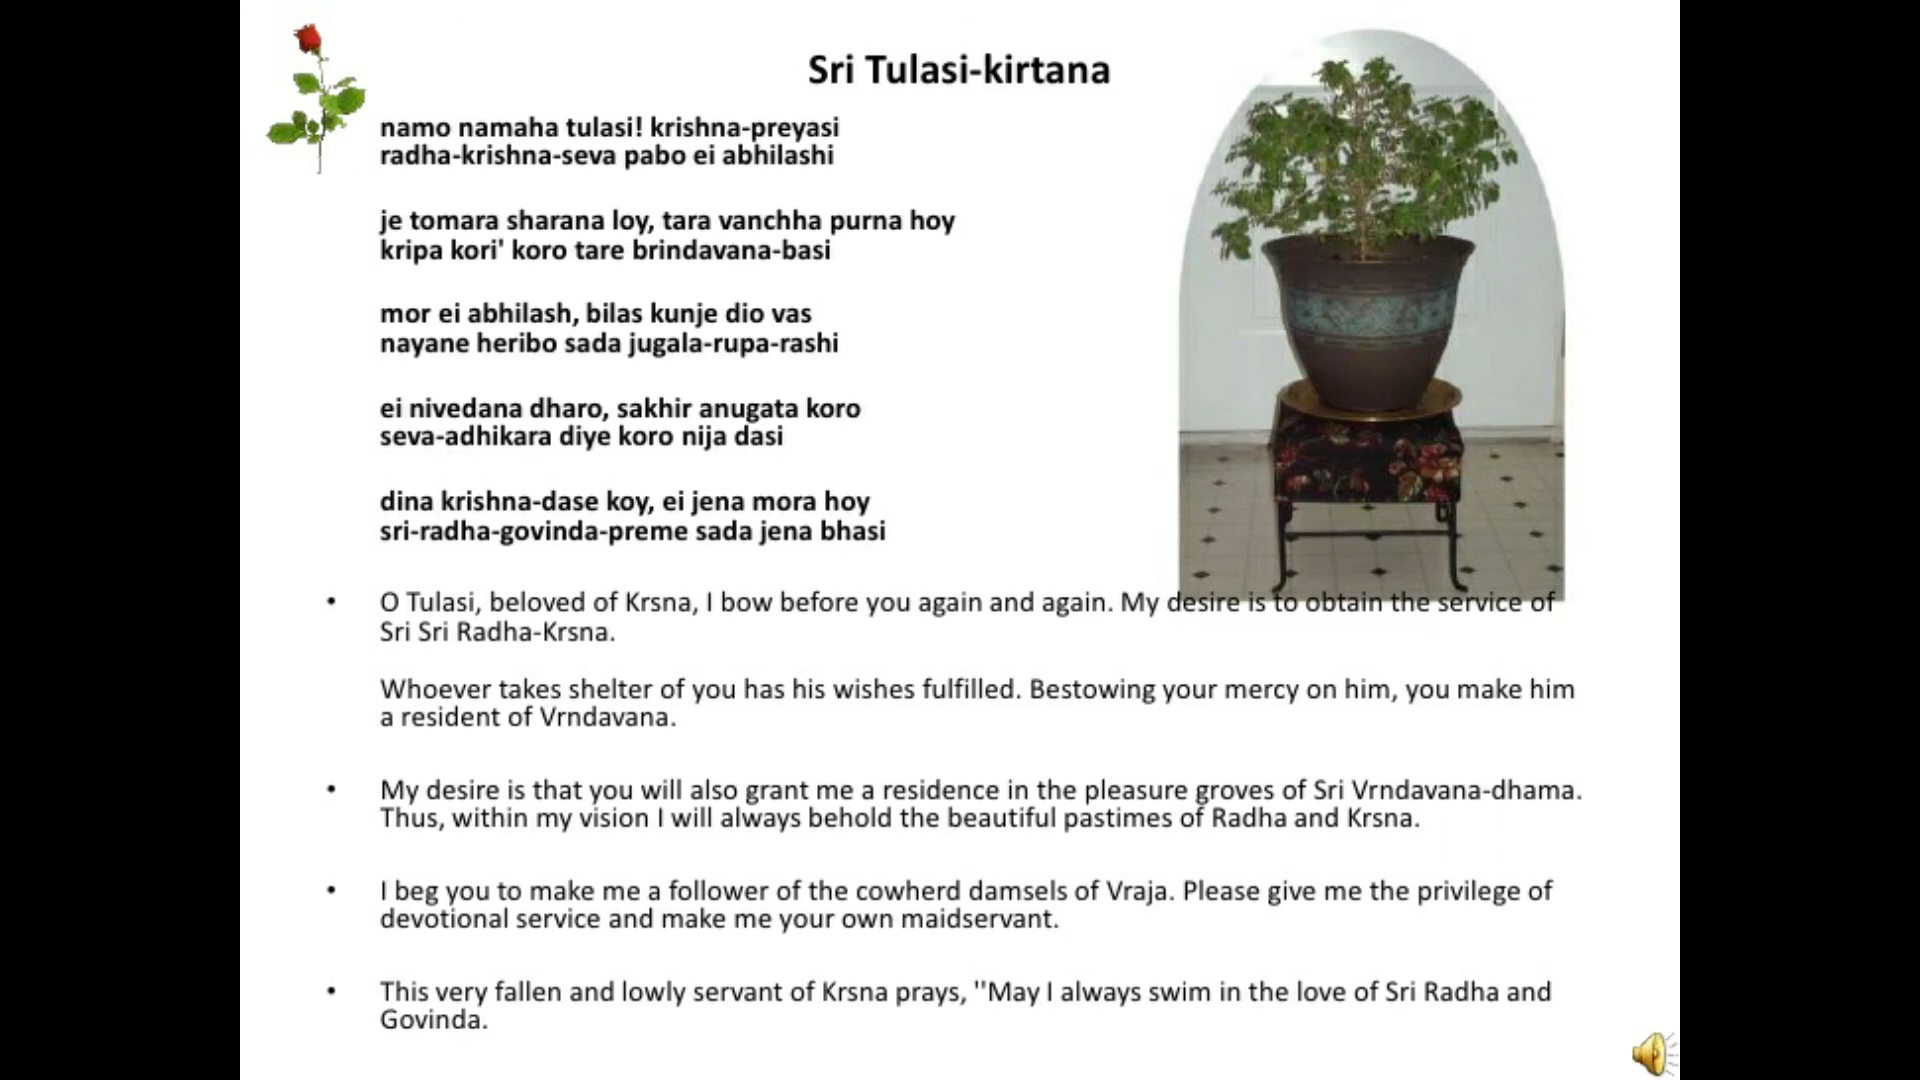 Sri Tulasi-kirtana
namo namaha tulasi! krishna-preyasi
radha-krishna-seva pabo ei abhilashi
je tomara sharana loy, tara vanchha purna hoy
kripa kori' koro tare brindavana-basi
mor ei abhilash, bilas kunje dio vas
nayane heribo sada jugala-rupa-rashi
ei nivedana dharo, sakhir anugata koro
seva-adhikara diye koro nija dasi
dina krishna-dase koy, ei jena mora hoy
sri-radha-govinda-preme sada jena bhasi
• O Tulasi, beloved of Krsna, I bow before you again and again. My desire is to obtain the service of
Sri Sri Radha-Krsna.
Whoever takes shelter of you has his wishes fulfilled. Bestowing your mercy on him, you make him
a resident of Vrndavana.
• My desire is that you will also grant me a residence in the pleasure groves of Sri Vrndavana-dhama.
Thus, within my vision I will always behold the beautiful pastimes of Radha and Krsna.
• I beg you to make me a follower of the cowherd damsels of Vraja. Please give me the privilege of
devotional service and make me your own maidservant.
• This very fallen and lowly servant of Krsna prays, "May I always swim in the love of Sri Radha and
Govinda.